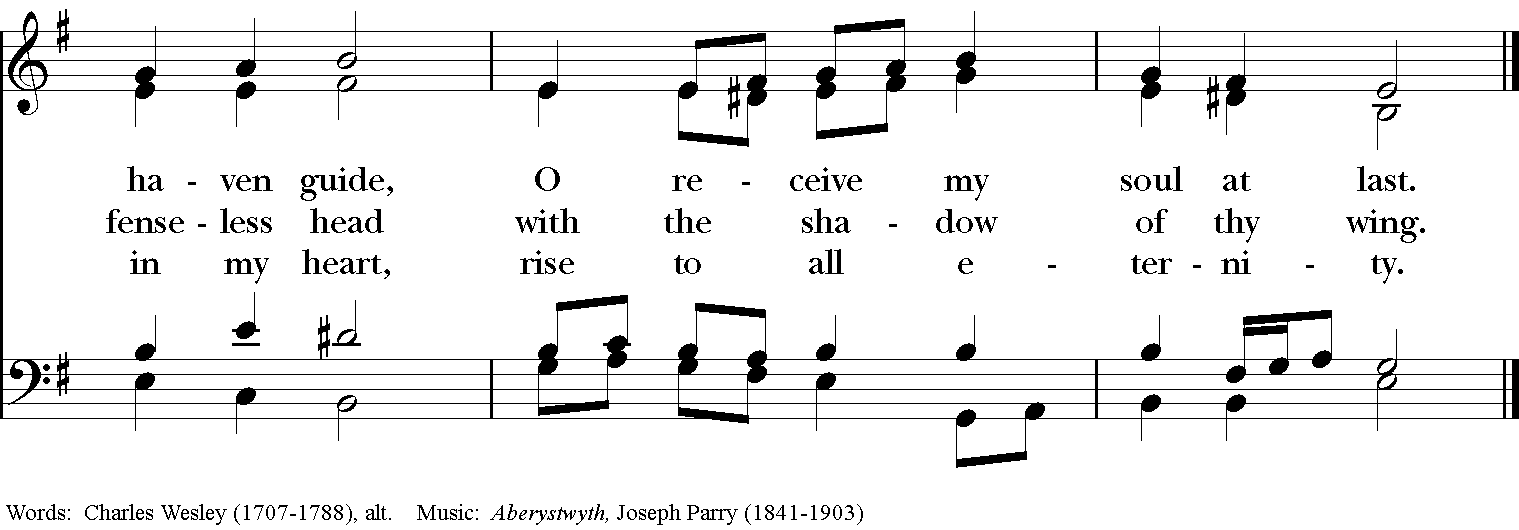 ha - ven guide, O re - ceive my soul at last.
fense - less head with the sha - dow of thy wing.
in my heart, rise to all e - ter - ni - ty.
Words: Charles Wesley (1707-1788), alt. Music: Aberystwyth, Joseph Parry (1841-1903)